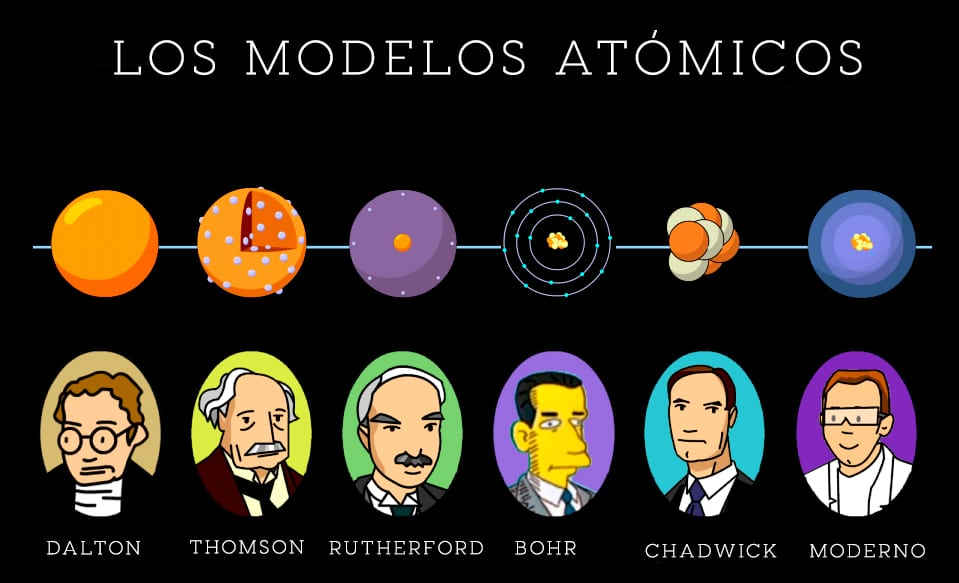 LOS MODELOS ATÓMICOS
DALTON
THOMSON
RUTHERFORD
BOHR
CHADWICK
MODERNO